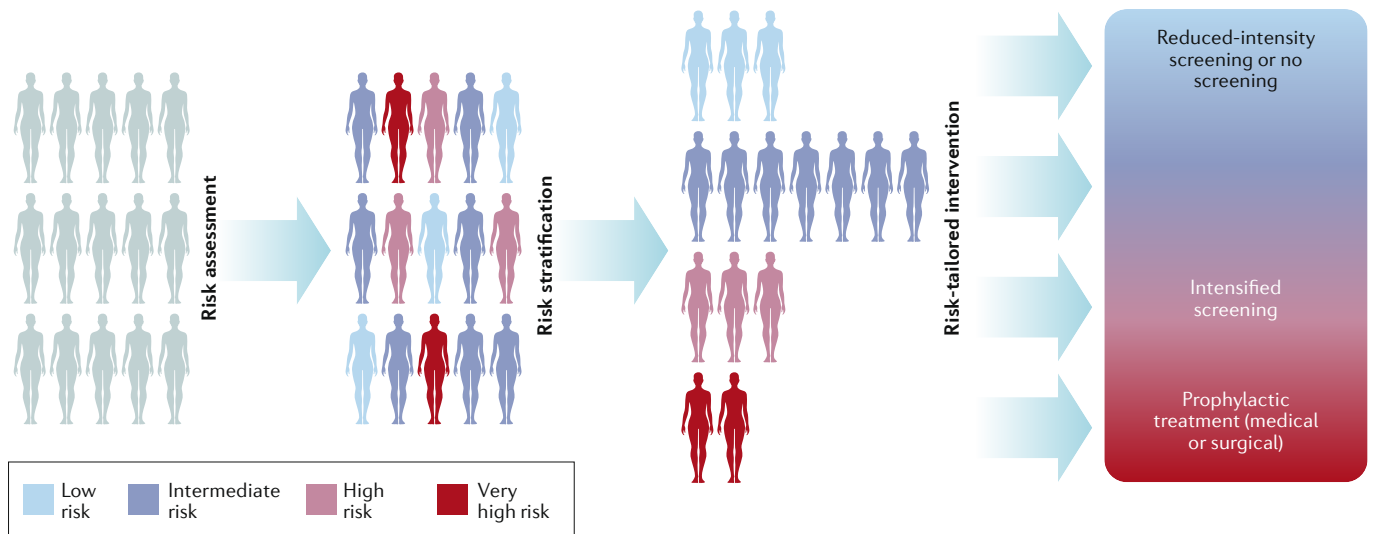 Risk assessment
Risk stratification
Risk-tailored intervention
Reduced-intensity
screening or no
screening
Intensified
screening
Prophylactic
treatment (medical
or surgical)
Low
risk
Intermediate
risk
High
risk
Very
high risk